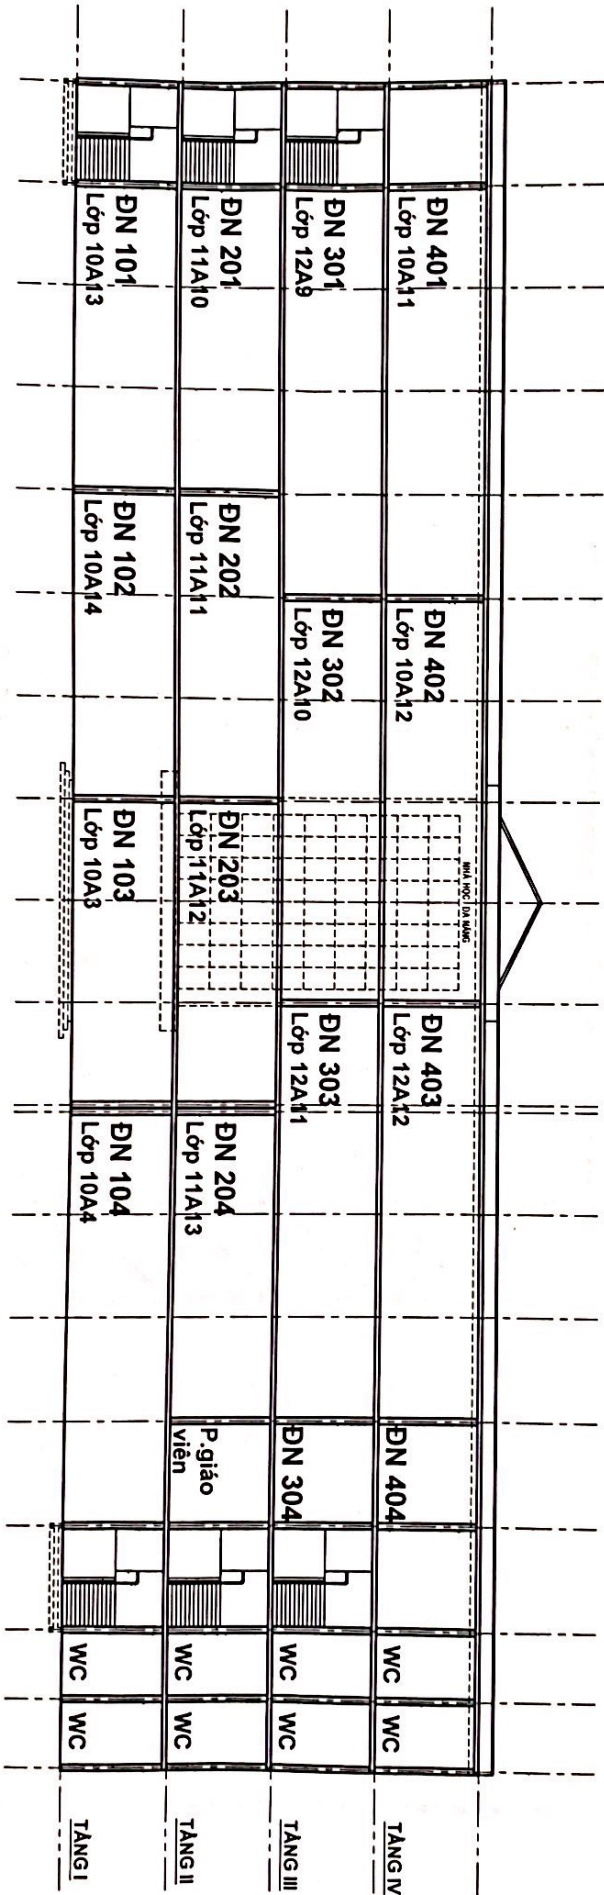 ĐN 401
Lớp 10A11
ĐN 402
Lớp 10A12
ĐN 403
Lớp 12A12
ĐN 404
WC
WC
TẦNG IV
NHÀ HỌC ĐA NĂNG
ĐN 301
Lớp 12A9
ĐN 302
Lớp 12A10
ĐN 303
Lớp 12A11
ĐN 304
WC
WC
TẦNG III
ĐN 201
Lớp 11A10
ĐN 202
Lớp 11A11
ĐN 203
Lớp 11A12
ĐN 204
Lớp 11A13
P.giáo
viên
WC
WC
TẦNG II
ĐN 101
Lớp 10A13
ĐN 102
Lớp 10A14
ĐN 103
Lớp 10A3
ĐN 104
Lớp 10A4
WC
WC
TẦNG I